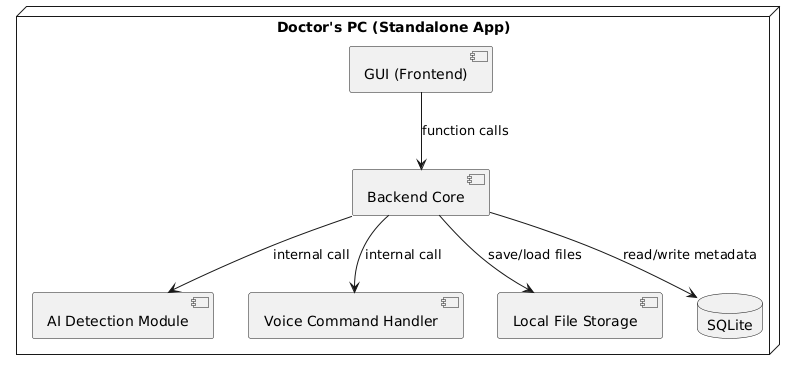 Doctor's PC (Standalone App)
GUI (Frontend)
function calls
Backend Core
internal call
internal call
save/load files
read/write metadata
AI Detection Module
Voice Command Handler
Local File Storage
SQLite